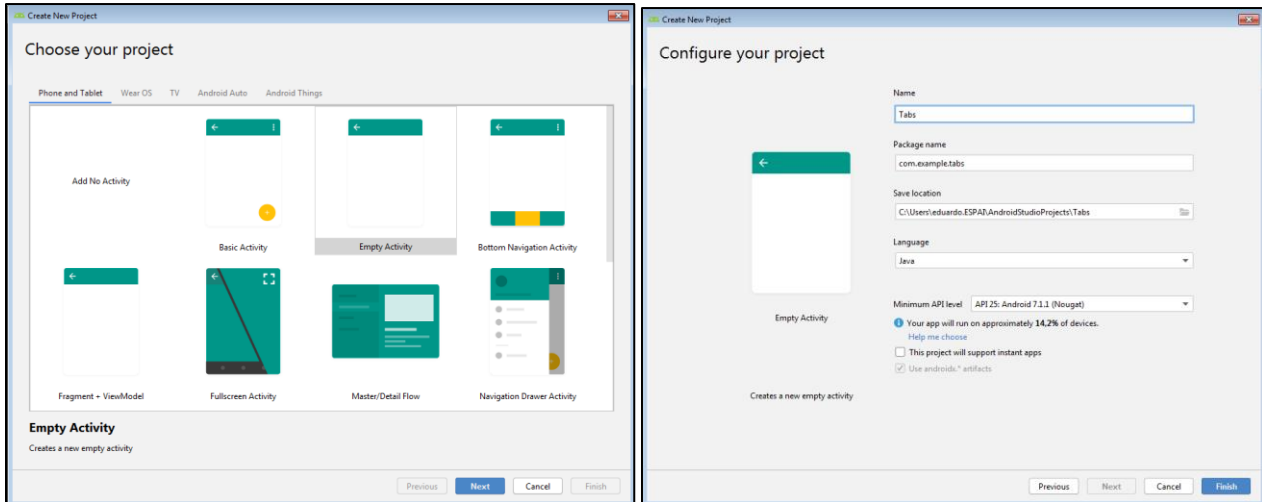 Create New Project
Choose your project
Phone and Tablet Wear OS TV Android Auto Android Things
Add No Activity
Basic Activity Empty Activity Bottom Navigation Activity
Fragment + ViewModel Fullscreen Activity Master/Detail Flow Navigation Drawer Activity
Empty Activity
Creates a new empty activity
Previous Next Cancel Finish
Create New Project
Configure your project
Name
Tabs
Package name
com.example.tabs
Save location
C:\Users\eduardo.ESPAI\AndroidStudioProjects\Tabs
Language
Java
Minimum API level API 25: Android 7.1.1 (Nougat)
Empty Activity
Your app will run on approximately 14,2% of devices.
Help me choose
This project will support instant apps
Use androidx.* artifacts
Creates a new empty activity
Previous Next Cancel Finish